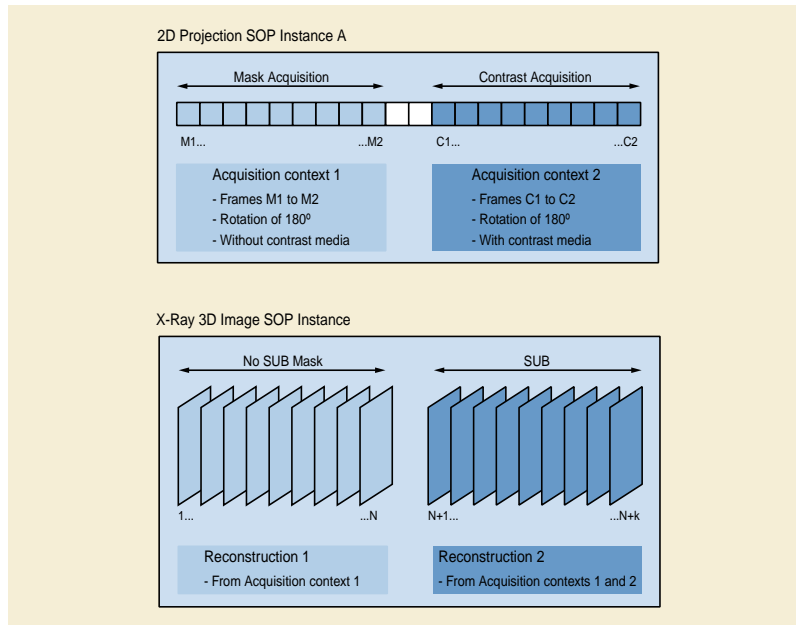 2D Projection SOP Instance A
Mask Acquisition
Contrast Acquisition
M1...
...M2
C1...
...C2
Acquisition context 1
- Frames M1 to M2
- Rotation of 180º
- Without contrast media
Acquisition context 2
- Frames C1 to C2
- Rotation of 180º
- With contrast media
X-Ray 3D Image SOP Instance
No SUB Mask
SUB
1...
...N
N+1...
...N+k
Reconstruction 1
- From Acquisition context 1
Reconstruction 2
- From Acquisition contexts 1 and 2